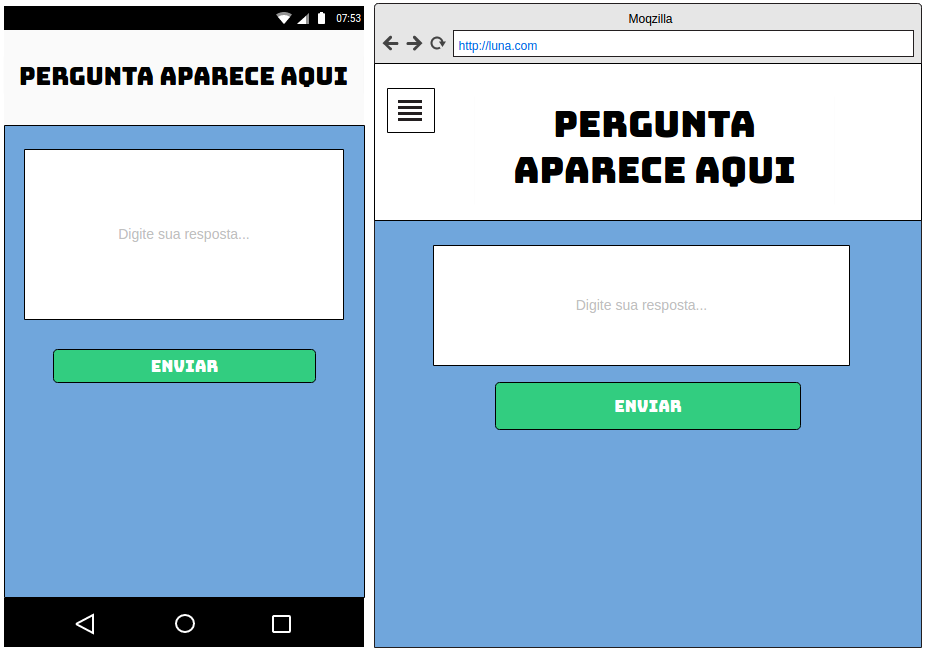 07:53
PERGUNTA APARECE AQUI
Digite sua resposta...
ENVIAR
Moqzilla
http://luna.com
PERGUNTA
APARECE AQUI
Digite sua resposta...
ENVIAR